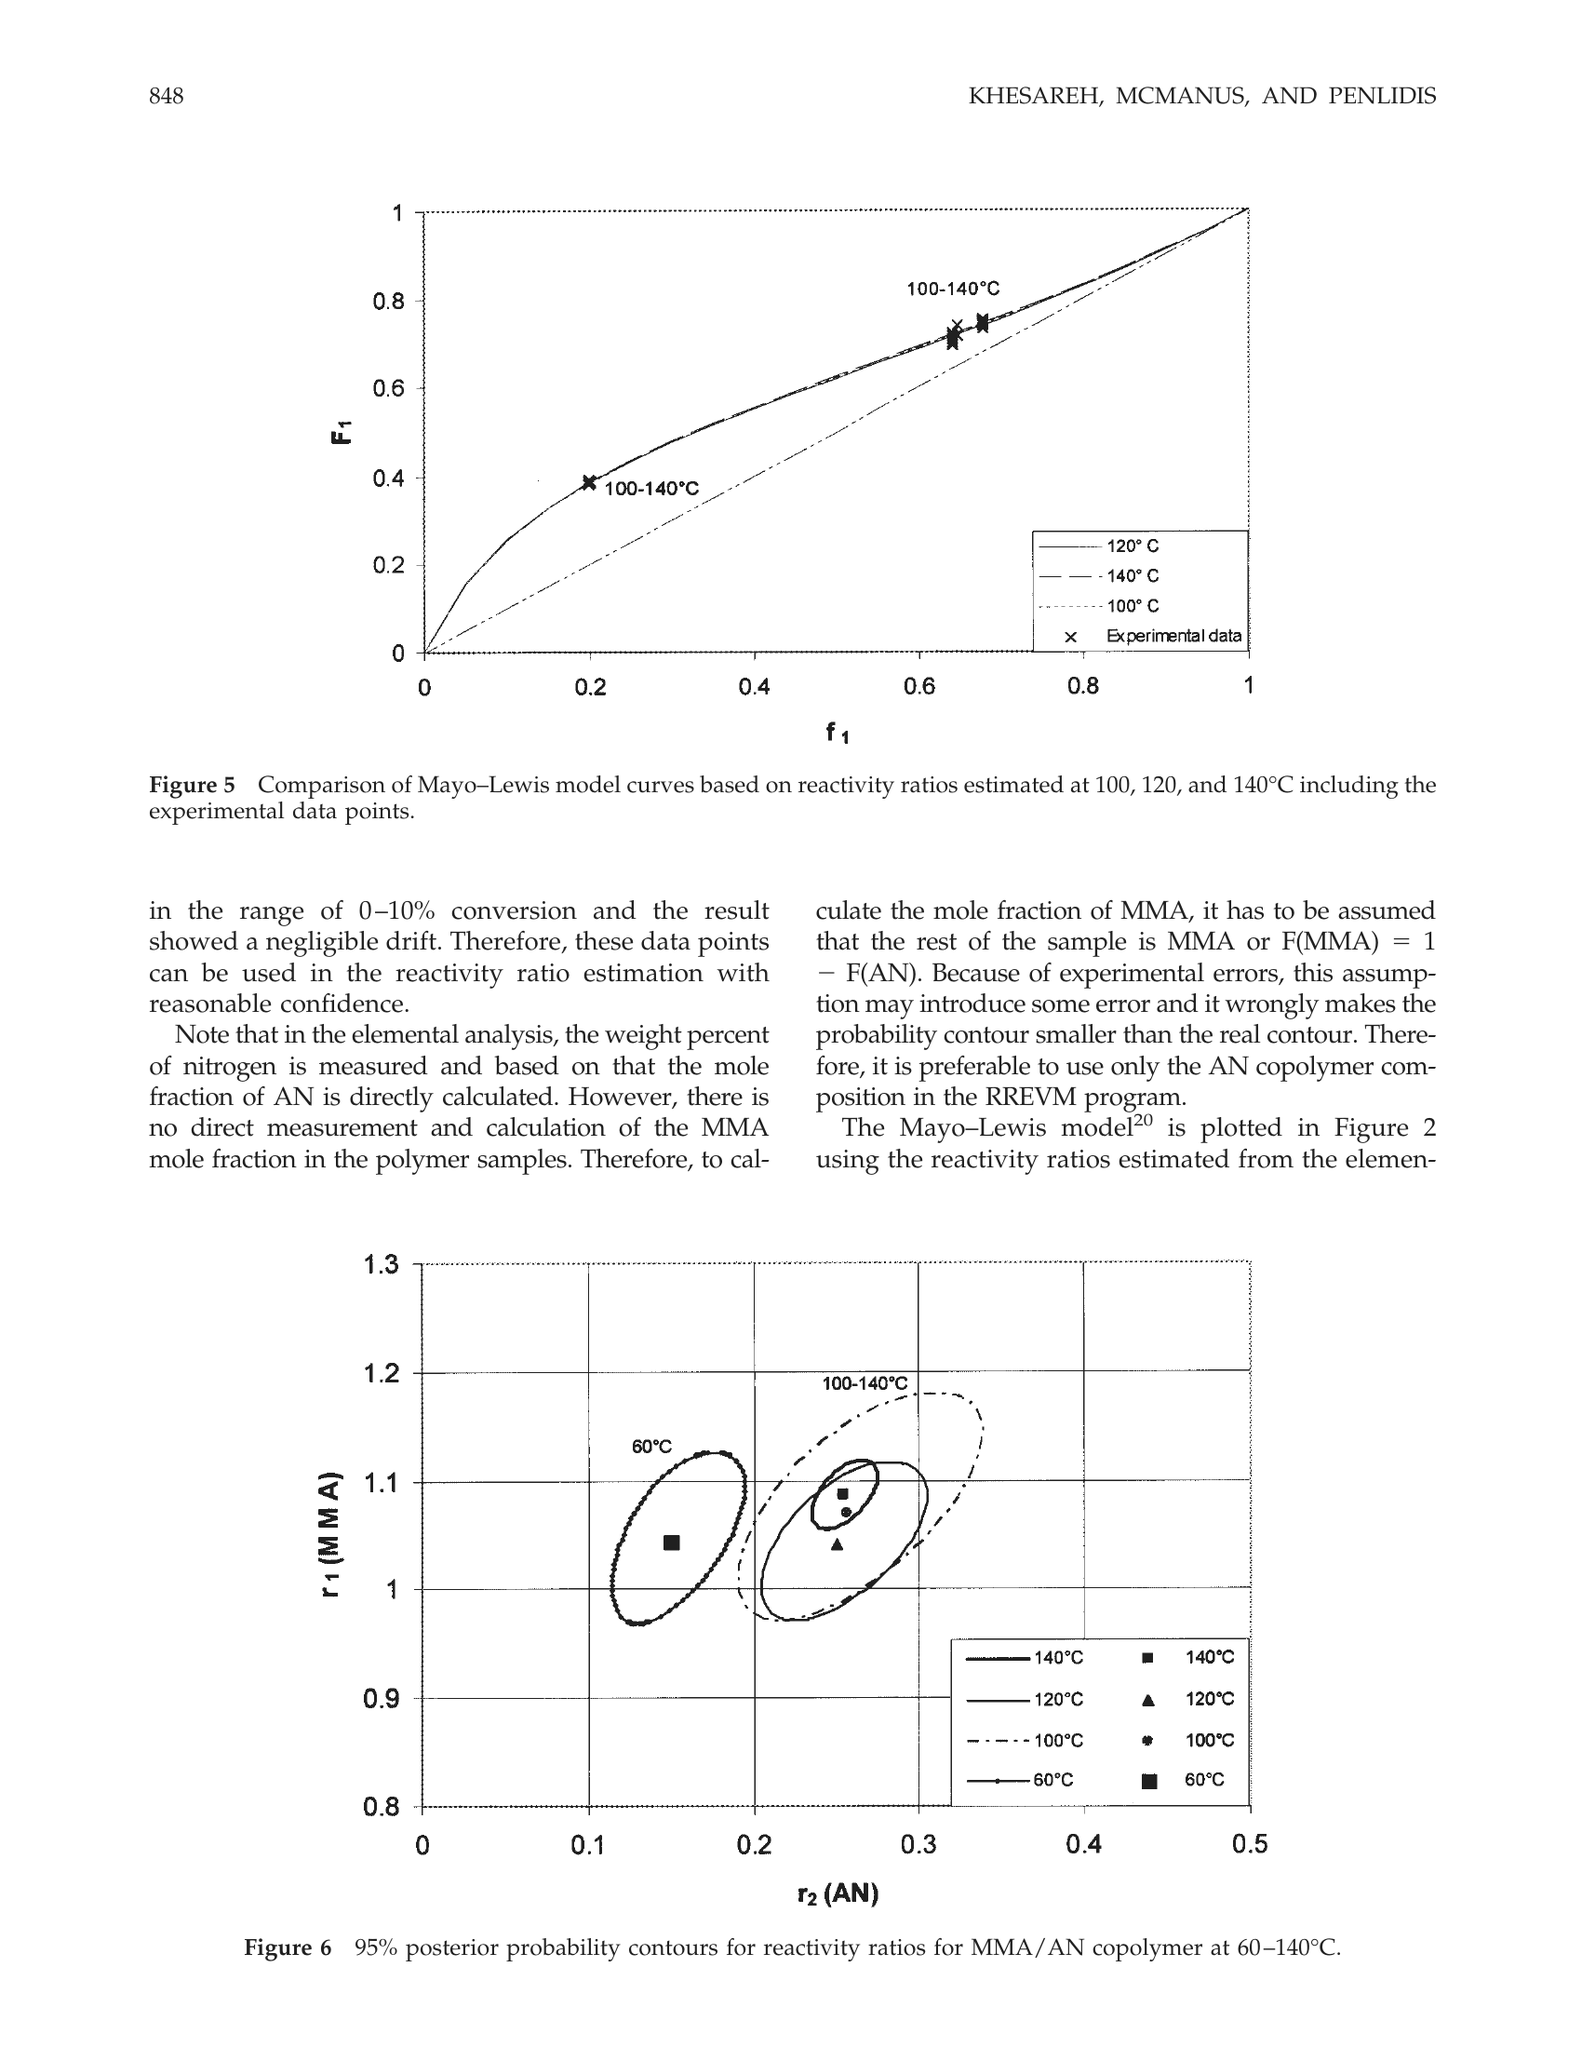 848
KHESAREH, MCMANUS, AND PENLIDIS
1
0.8
0.6
0.4
0.2
0
F1
100-140°C
100-140°C
120° C
140° C
100° C
Experimental data
0
0.2
0.4
0.6
0.8
1
f 1
Figure 5 Comparison of Mayo–Lewis model curves based on reactivity ratios estimated at 100, 120, and 140°C including the
experimental data points.
in the range of 0–10% conversion and the result
showed a negligible drift. Therefore, these data points
can be used in the reactivity ratio estimation with
reasonable confidence.
Note that in the elemental analysis, the weight percent
of nitrogen is measured and based on that the mole
fraction of AN is directly calculated. However, there is
no direct measurement and calculation of the MMA
mole fraction in the polymer samples. Therefore, to cal-
culate the mole fraction of MMA, it has to be assumed
that the rest of the sample is MMA or F(MMA) = 1
− F(AN). Because of experimental errors, this assump-
tion may introduce some error and it wrongly makes the
probability contour smaller than the real contour. There-
fore, it is preferable to use only the AN copolymer com-
position in the RREVM program.
The Mayo–Lewis model20 is plotted in Figure 2
using the reactivity ratios estimated from the elemen-
1.3
1.2
1.1
1
0.9
0.8
r1 (M M A)
100-140°C
60°C
140°C
140°C
120°C
120°C
100°C
100°C
60°C
60°C
0
0.1
0.2
0.3
0.4
0.5
r2 (AN)
Figure 6 95% posterior probability contours for reactivity ratios for MMA/AN copolymer at 60–140°C.